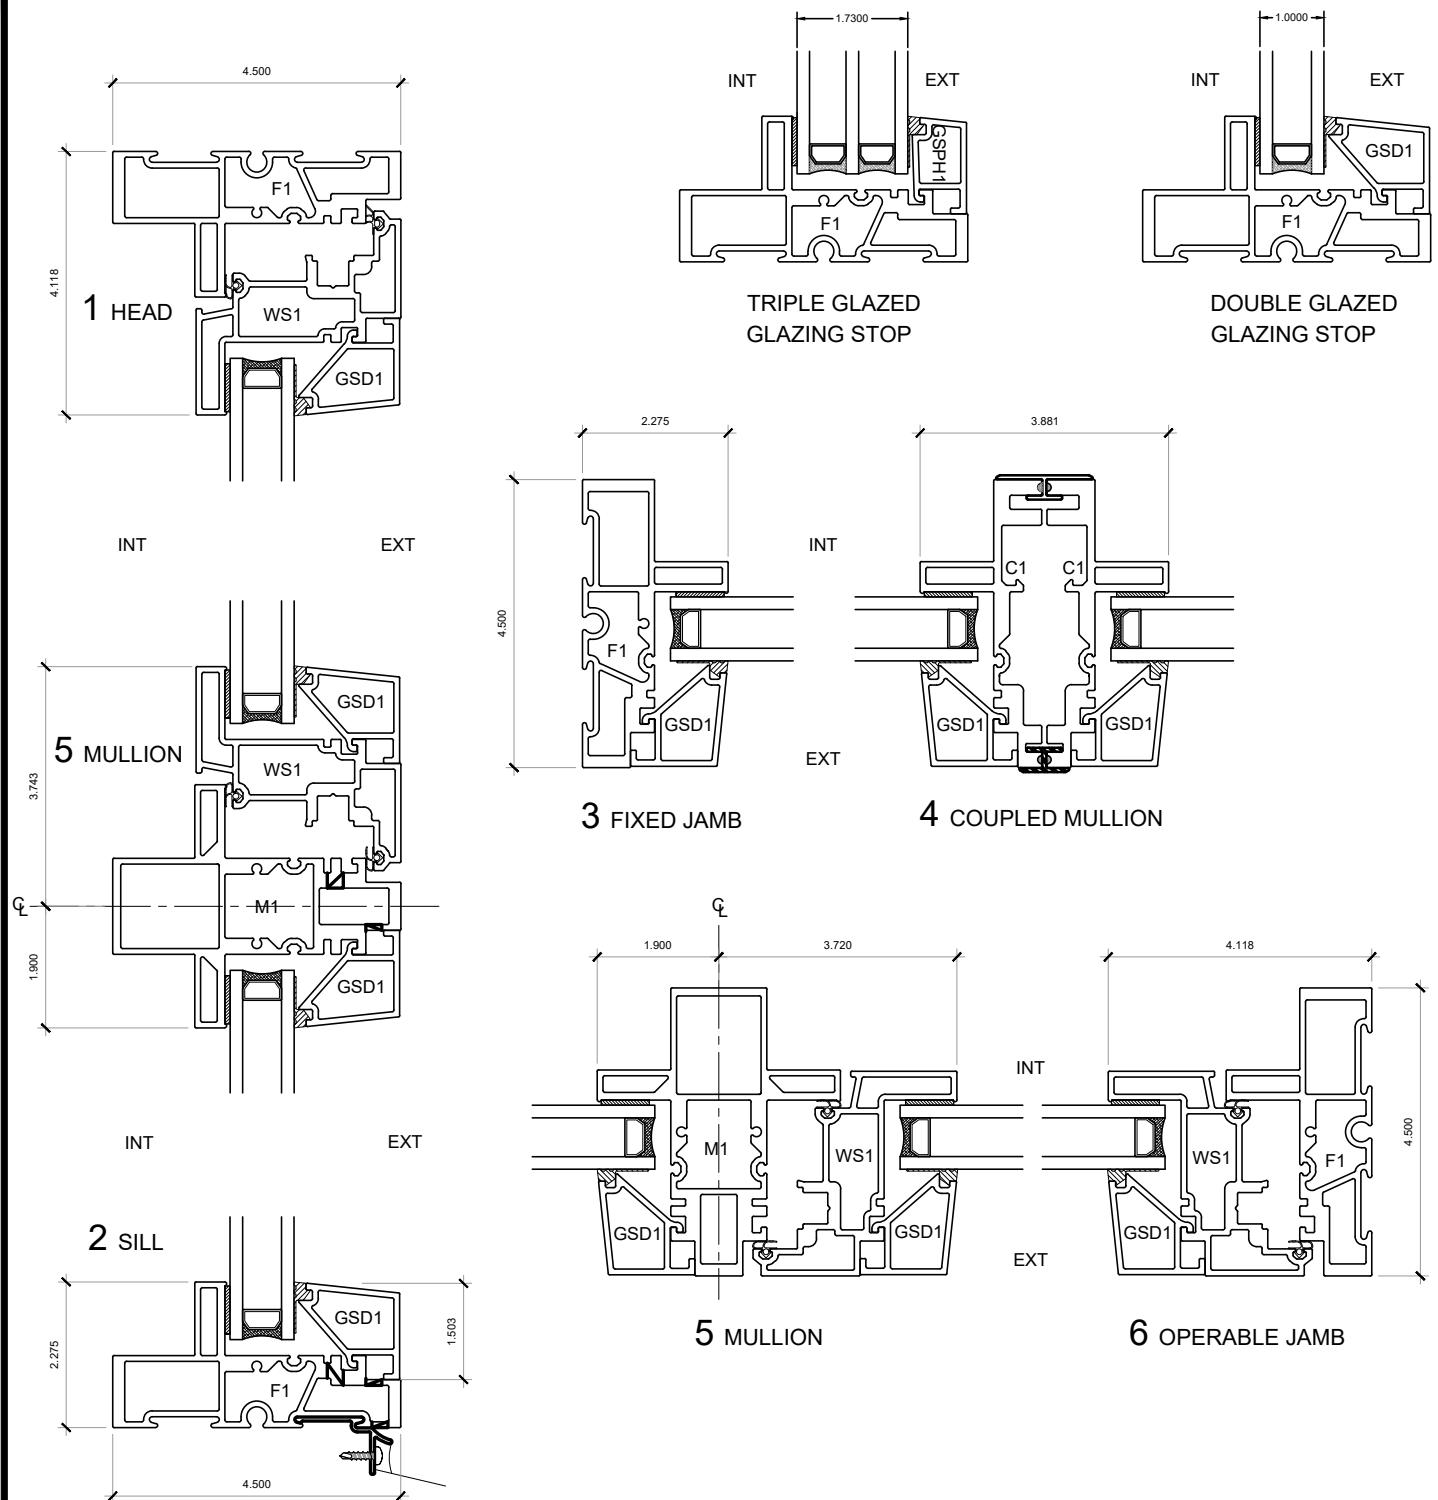 1.7300
1.0000
4.500
INT
EXT
INT
EXT
GSPH1
GSD1
F1
F1
F1
4.118
1 HEAD
WS1
GSD1
TRIPLE GLAZED
GLAZING STOP
DOUBLE GLAZED
GLAZING STOP
2.275
3.881
INT
EXT
INT
4.500
C1
C1
F1
GSD1
GSD1
GSD1
EXT
3 FIXED JAMB
4 COUPLED MULLION
GSD1
5 MULLION
WS1
3.743
℄
M1
1.900
GSD1
℄
1.900
3.720
4.118
INT
4.500
M1
WS1
WS1
F1
GSD1
GSD1
GSD1
EXT
5 MULLION
6 OPERABLE JAMB
INT
EXT
2 SILL
GSD1
1.503
2.275
F1
4.500